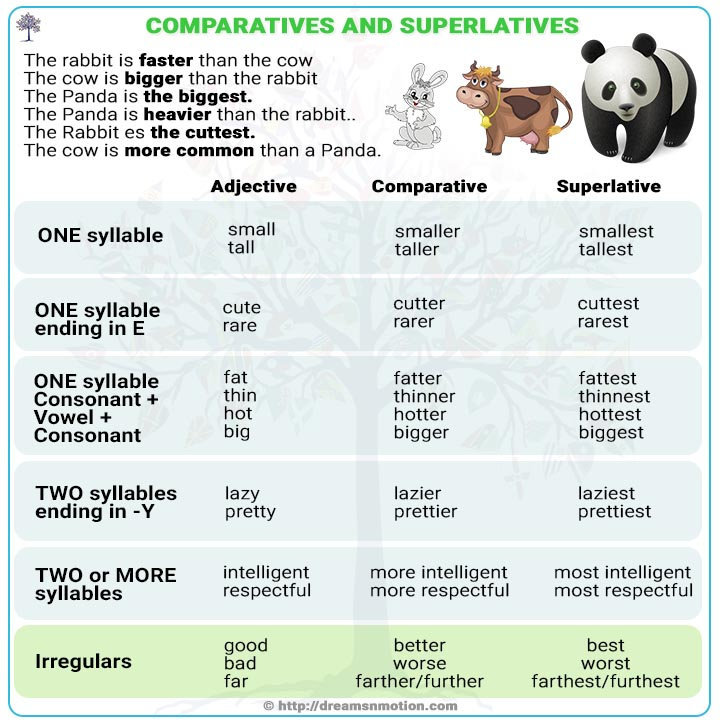 COMPARATIVES AND SUPERLATIVES
The rabbit is faster than the cow
The cow is bigger than the rabbit
The Panda is the biggest.
The Panda is heavier than the rabbit..
The Rabbit es the cuttest.
The cow is more common than a Panda.
Adjective Comparative Superlative
ONE syllable
small smaller smallest
tall taller tallest
ONE syllable
ending in E
cute cutter cuttest
rare rarer rarest
ONE syllable
Consonant +
Vowel +
Consonant
fat fatter fattest
thin thinner thinnest
hot hotter hottest
big bigger biggest
TWO syllables
ending in -Y
lazy lazier laziest
pretty prettier prettiest
TWO or MORE
syllables
intelligent more intelligent most intelligent
respectful more respectful most respectful
Irregulars
good better best
bad worse worst
far farther/further farthest/furthest
© http://dreamsnmotion.com